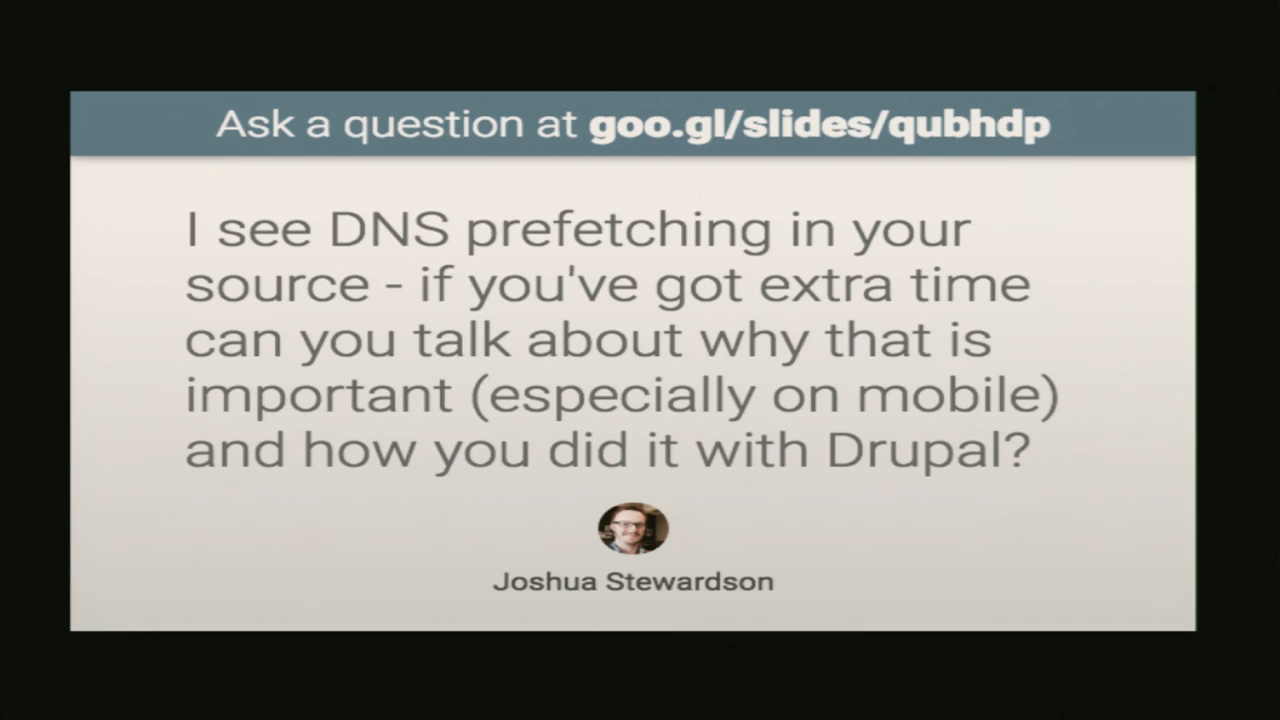 Ask a question at goo.gl/slides/qubhdp
I see DNS prefetching in your
source - if you've got extra time
can you talk about why that is
important (especially on mobile)
and how you did it with Drupal?
Joshua Stewardson